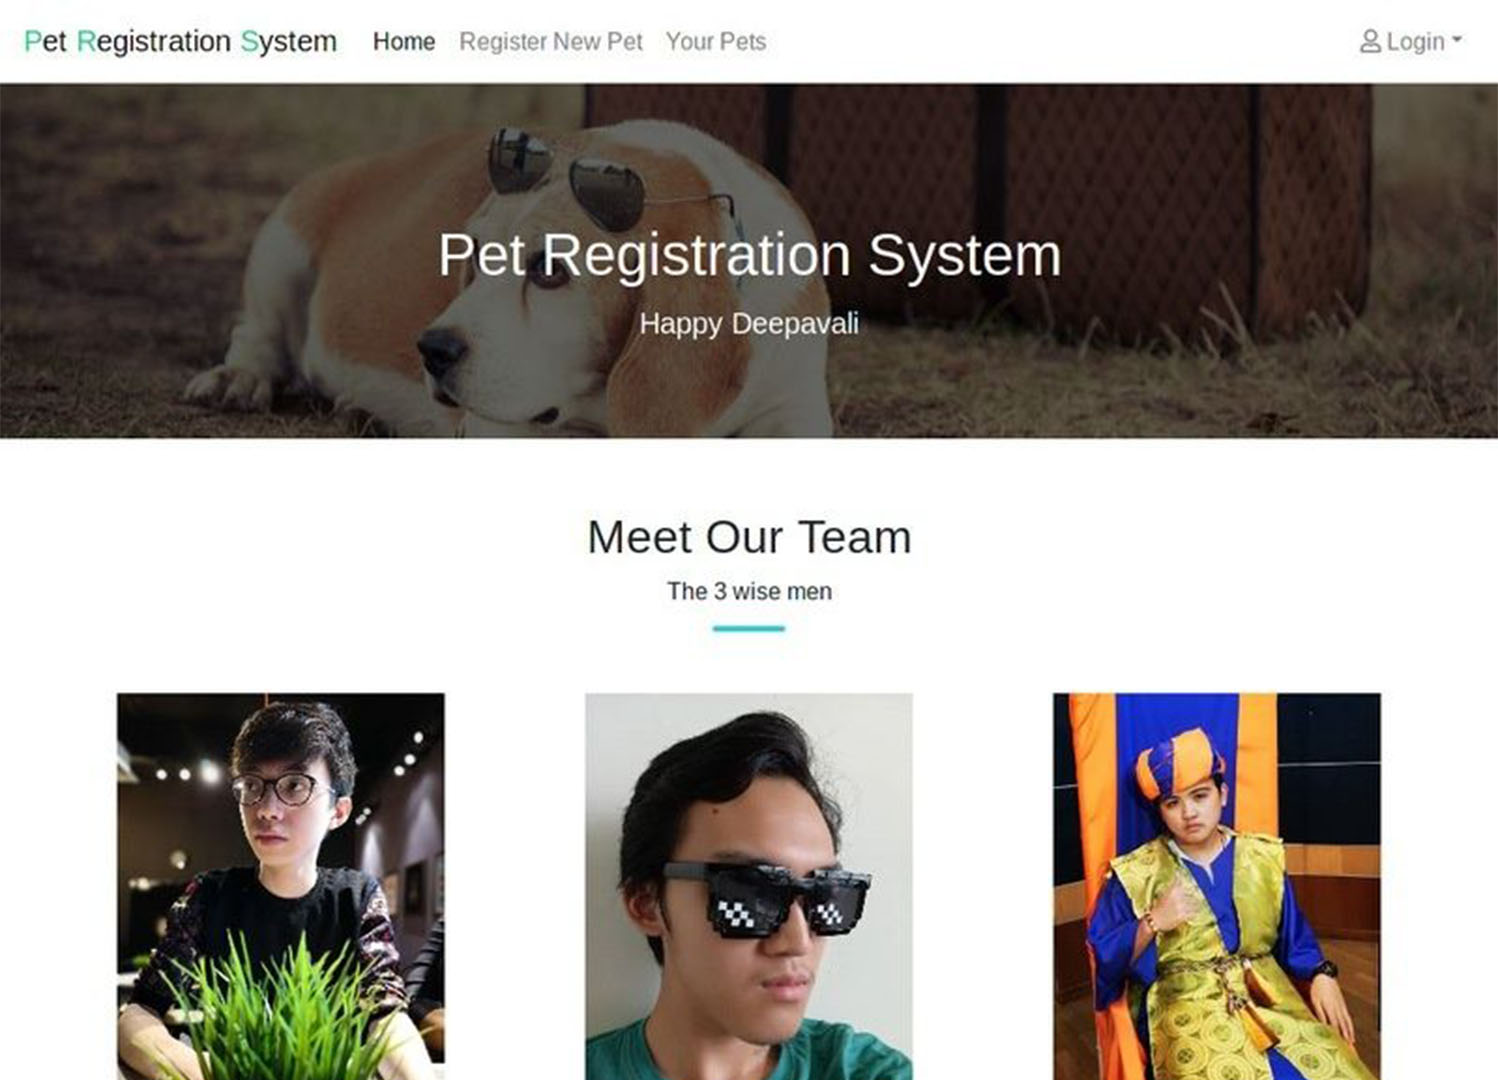 Pet Registration System Home Register New Pet Your Pets Login
Pet Registration System
Happy Deepavali
Meet Our Team
The 3 wise men